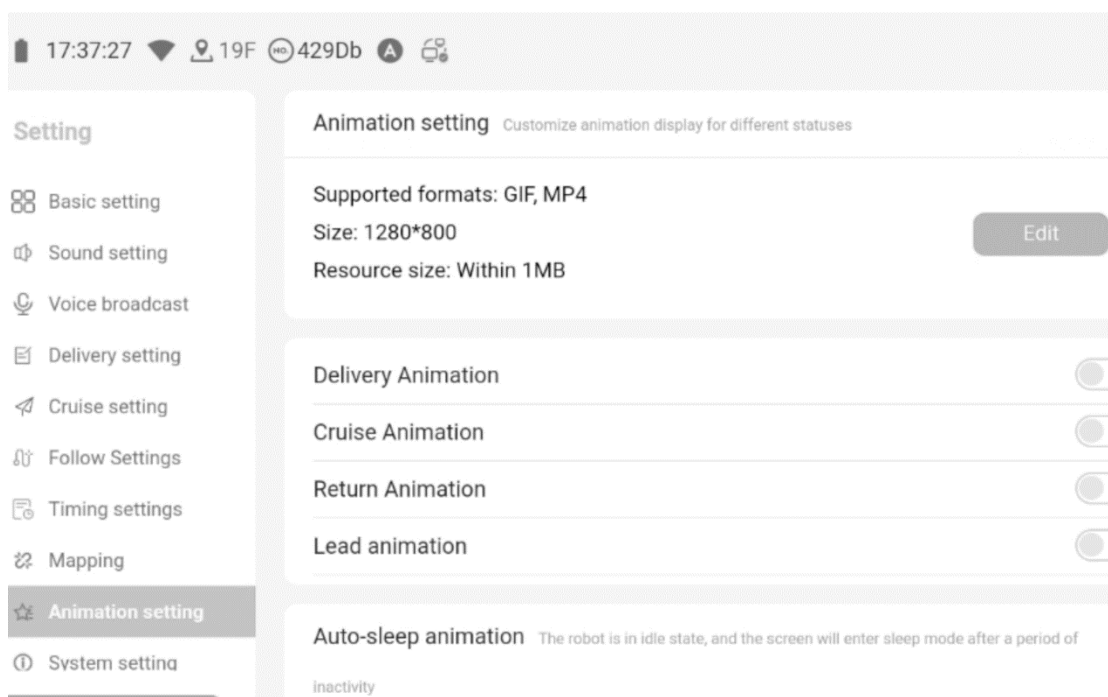 17:37:27 19F NO. 429Db A
Setting
Basic setting
Sound setting
Voice broadcast
Delivery setting
Cruise setting
Follow Settings
Timing settings
Mapping
Animation setting
System setting
Animation setting Customize animation display for different statuses
Supported formats: GIF, MP4
Size: 1280*800
Resource size: Within 1MB
Edit
Delivery Animation
Cruise Animation
Return Animation
Lead animation
Auto-sleep animation The robot is in idle state, and the screen will enter sleep mode after a period of
inactivity